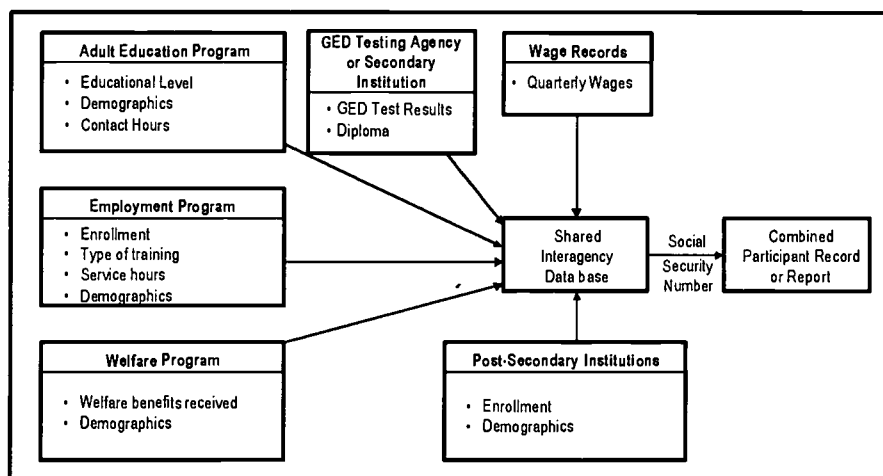 Adult Education Program
• Educational Level
• Demographics
• Contact Hours
GED Testing Agency
or Secondary
Institution
• GED Test Results
• Diploma
Wage Records
• Quarterly Wages
Employment Program
• Enrollment
• Type of training
• Service hours
• Demographics
Shared
Interagency
Data base
Social
Security
Number
Combined
Participant Record
or Report
Welfare Program
• Welfare benefits received
• Demographics
Post-Secondary Institutions
• Enrollment
• Demographics